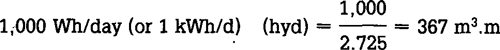 1,000 Wh/day (or 1 kWh/d) (hyd) = 1,000 / 2.725 = 367 m³.m